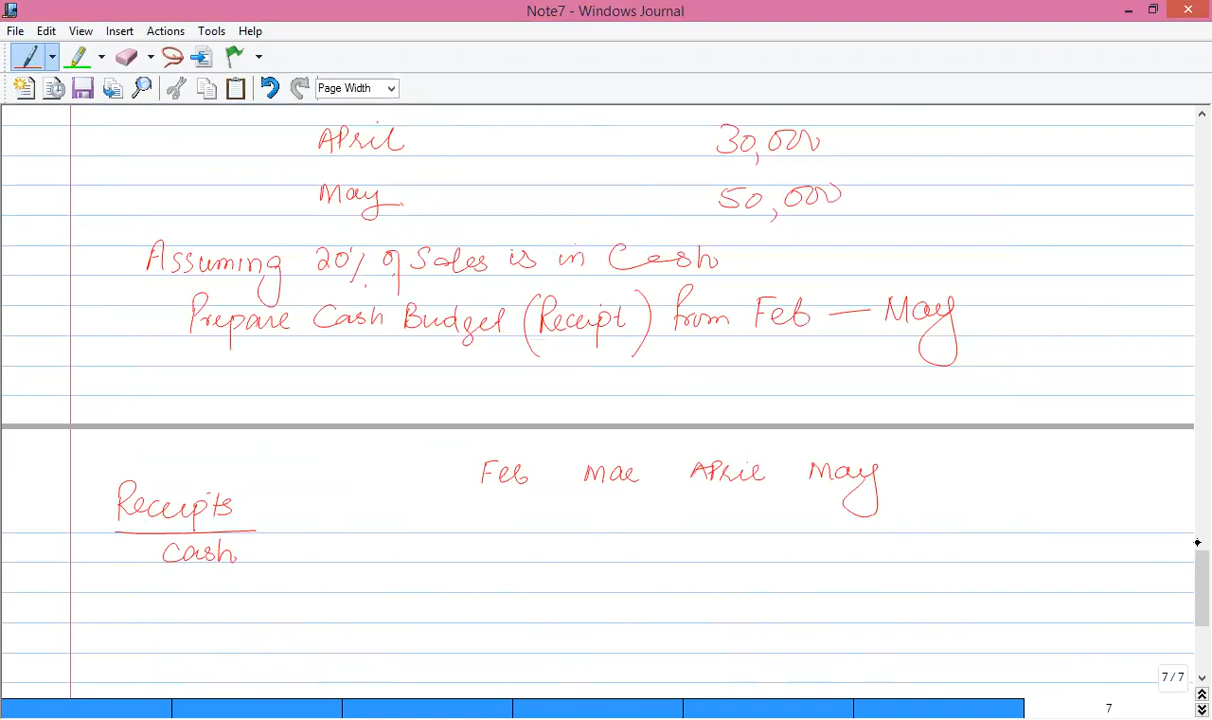 Note7 - Windows Journal
File Edit View Insert Actions Tools Help
Page Width
April 30,000
May 50,000
Assuming 20% of Sales is in Cash
Prepare Cash Budget (Receipt) from Feb — May
Feb Mar April May
Receipts
Cash
7 / 7
7